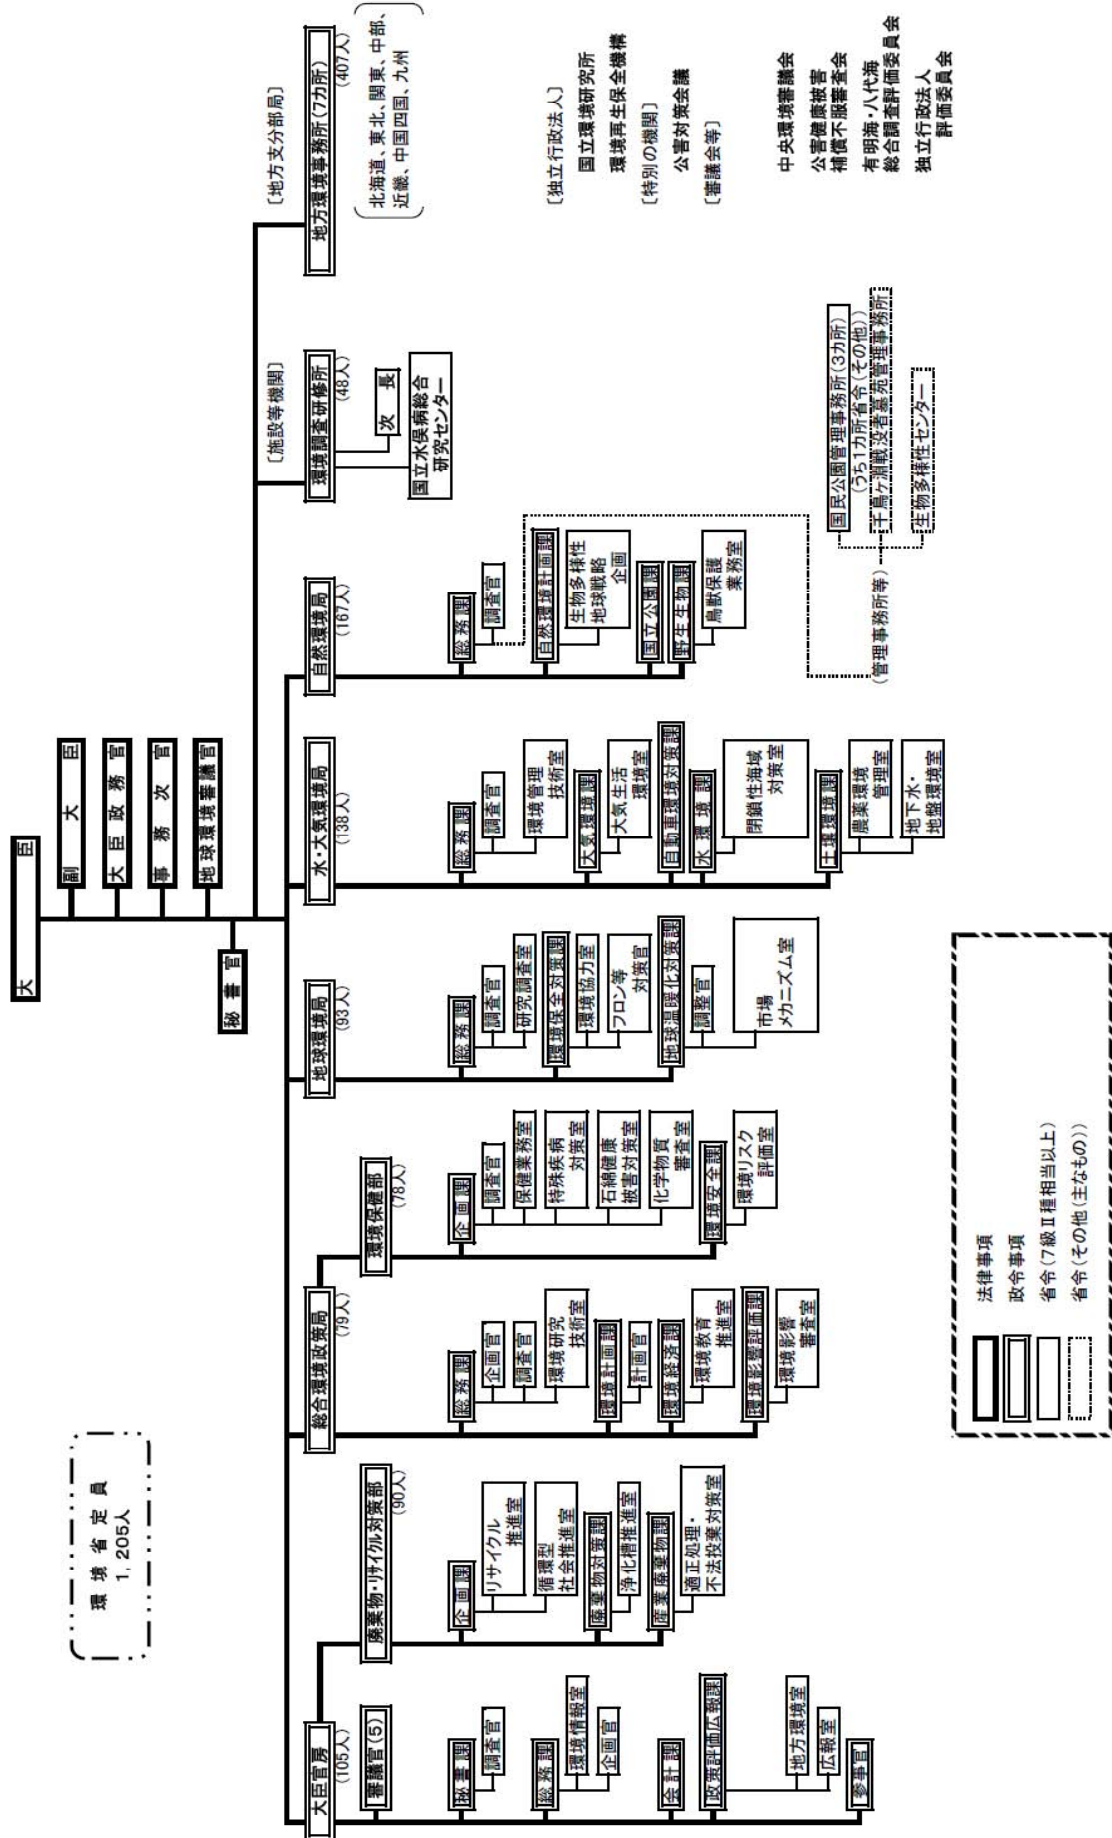 環境省定員
1,205人
大臣
副大臣
大臣政務官
事務次官
地球環境審議官
秘書官
大臣官房
(105人)
審議官(5)
秘書課
調査官
総務課
環境情報室
企画官
会計課
政策評価広報課
地方環境室
広報室
参事官
廃棄物・リサイクル対策部
(90人)
企画課
リサイクル
推進室
循環型
社会推進室
廃棄物対策課
浄化槽推進室
産業廃棄物課
適正処理・
不法投棄対策室
総合環境政策局
(79人)
総務課
企画官
調査官
環境研究
技術室
環境計画課
計画官
環境経済課
環境教育
推進室
環境影響評価課
環境影響
審査室
環境保健部
(78人)
企画課
調査官
保健業務室
特殊疾病
対策室
石綿健康
被害対策室
化学物質
審査室
環境安全課
環境リスク
評価室
地球環境局
(93人)
総務課
調査官
研究調査室
環境保全対策課
環境協力室
フロン等
対策官
地球温暖化対策課
調整官
市場
メカニズム室
水・大気環境局
(138人)
総務課
調査官
環境管理
技術室
大気環境課
大気生活
環境室
自動車環境対策課
水環境課
閉鎖性海域
対策室
土壌環境課
農薬環境
管理室
地下水・
地盤環境室
自然環境局
(167人)
総務課
調査官
自然環境計画課
生物多様性
地球戦略
企画
国立公園課
野生生物課
鳥獣保護
業務室
(管理事務所等)
国民公園管理事務所(3カ所)
(うち1カ所省令(その他))
千鳥ケ淵戦没者墓苑管理事務所
生物多様性センター
[施設等機関]
環境調査研修所
(48人)
次長
国立水俣病総合
研究センター
[地方支分部局]
地方環境事務所(7カ所)
(407人)
北海道、東北、関東、中部、
近畿、中国四国、九州
[独立行政法人]
国立環境研究所
環境再生保全機構
[特別の機関]
公害対策会議
[審議会等]
中央環境審議会
公害健康被害
補償不服審査会
有明海・八代海
総合調査評価委員会
独立行政法人
評価委員会
法律事項
政令事項
省令(7級Ⅱ種相当以上)
省令(その他(主なもの))